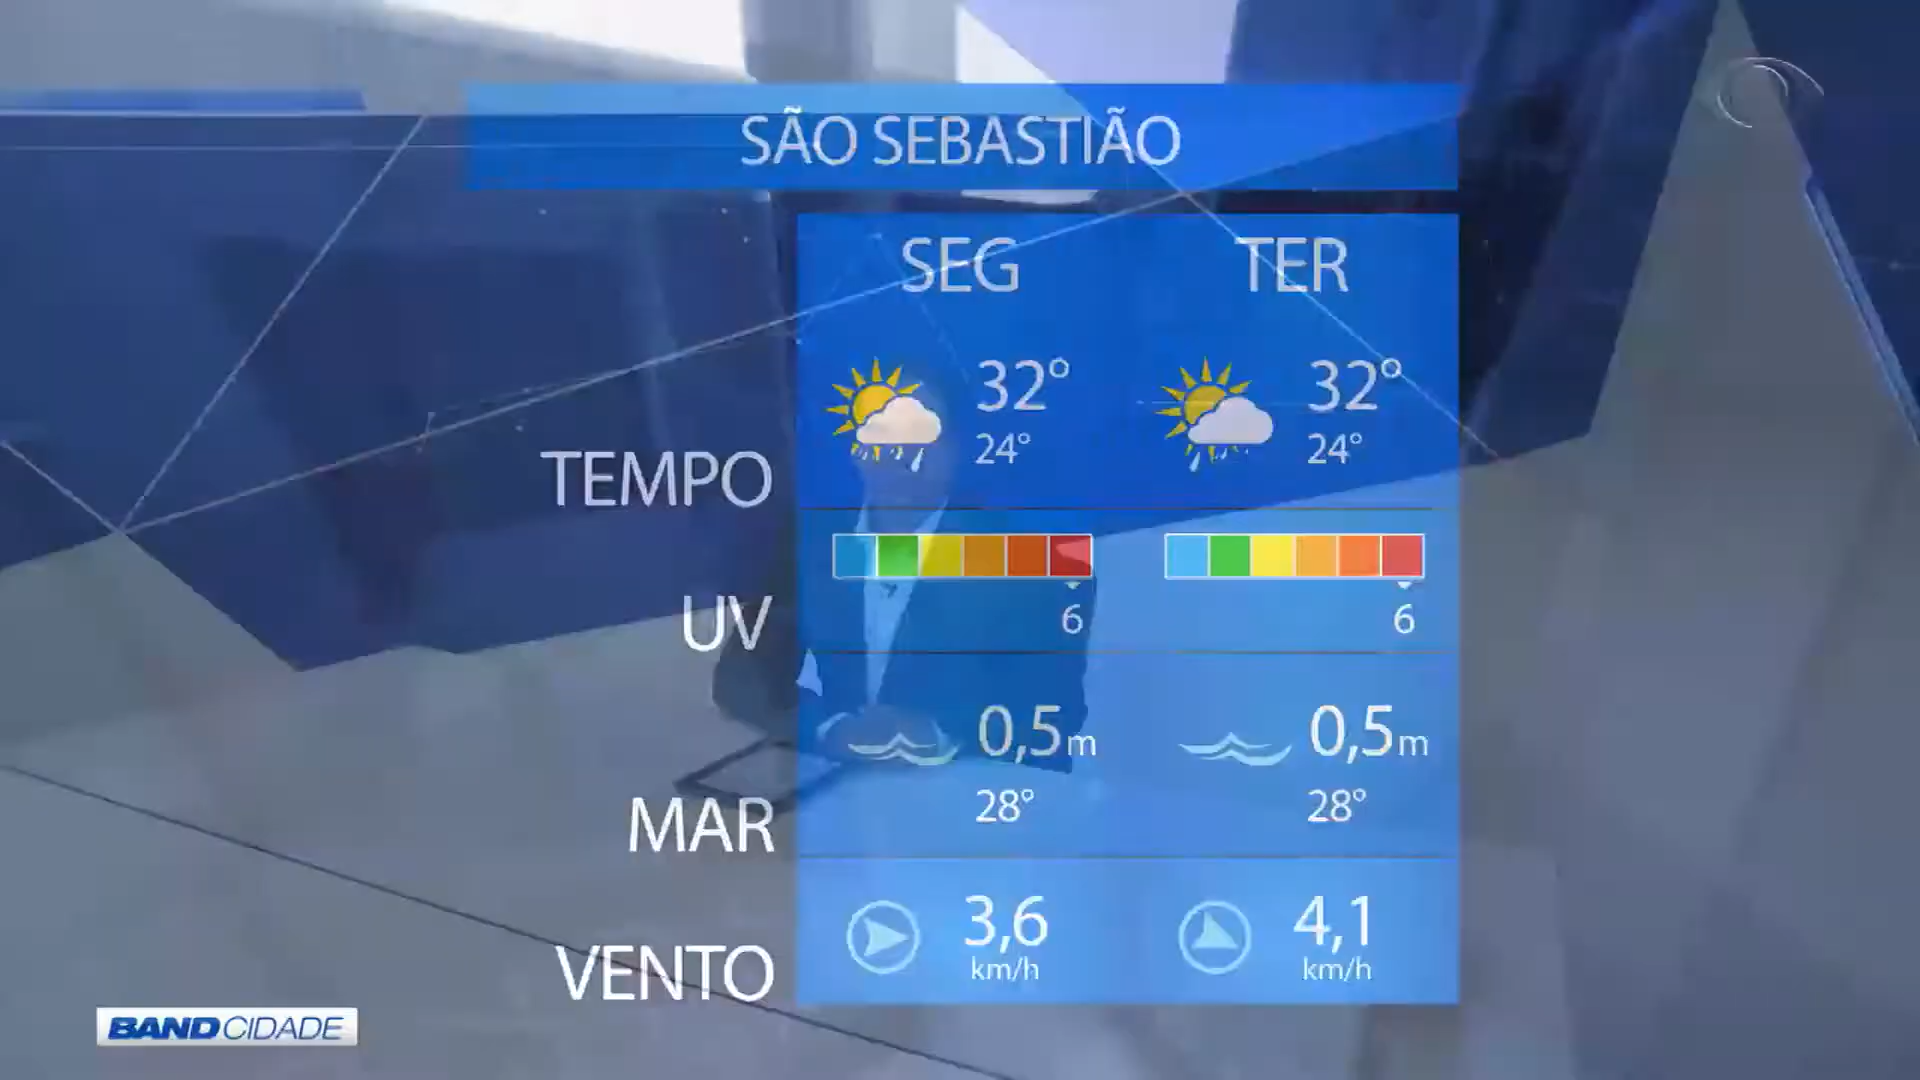 SÃO SEBASTIÃO
SEG TER
TEMPO 32° 32°
24° 24°
UV 6 6
MAR 0,5m 0,5m
28° 28°
VENTO 3,6 4,1
km/h km/h
BAND CIDADE